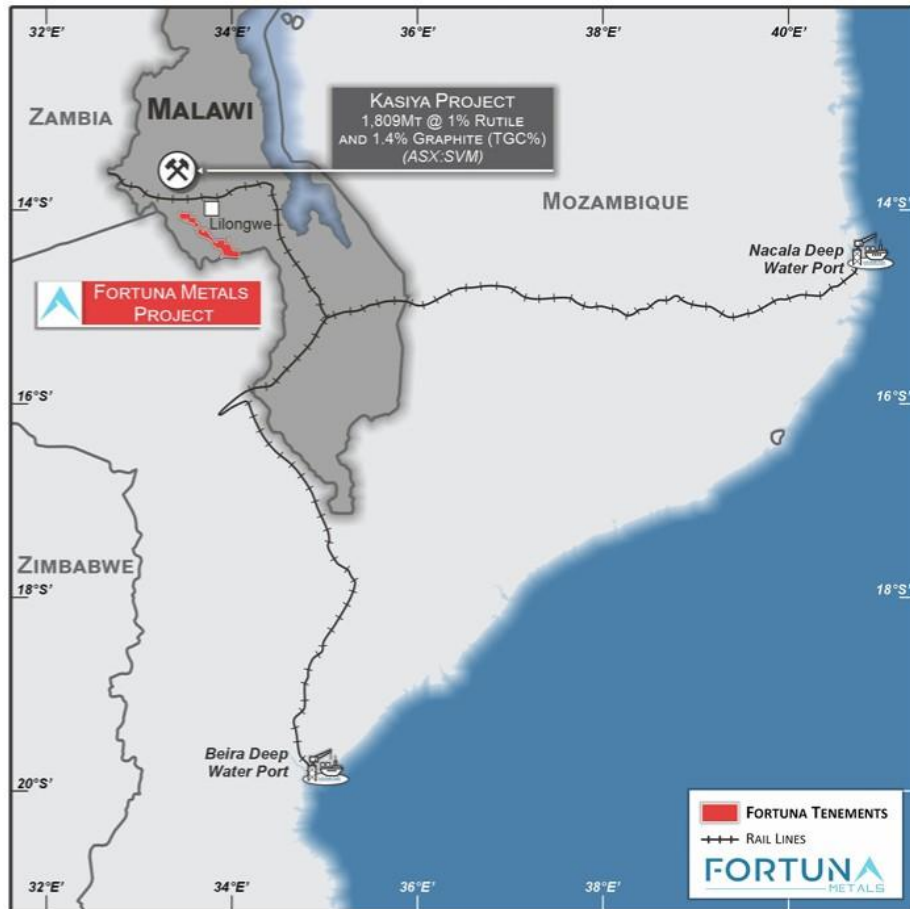 32°E'
34°E'
36°E'
38°E'
40°E'
ZAMBIA
MALAWI
KASIYA PROJECT
1,809MT @ 1% RUTILE
AND 1.4% GRAPHITE (TGC%)
(ASX:SVM)
14°S'
14°S'
MOZAMBIQUE
Lilongwe
Nacala Deep
Water Port
FORTUNA METALS
PROJECT
16°S'
16°S'
ZIMBABWE
18°S'
18°S'
Beira Deep
Water Port
20°S'
FORTUNA TENEMENTS
RAIL LINES
FORTUNA
METALS
32°E'
34°E'
36°E'
38°E'